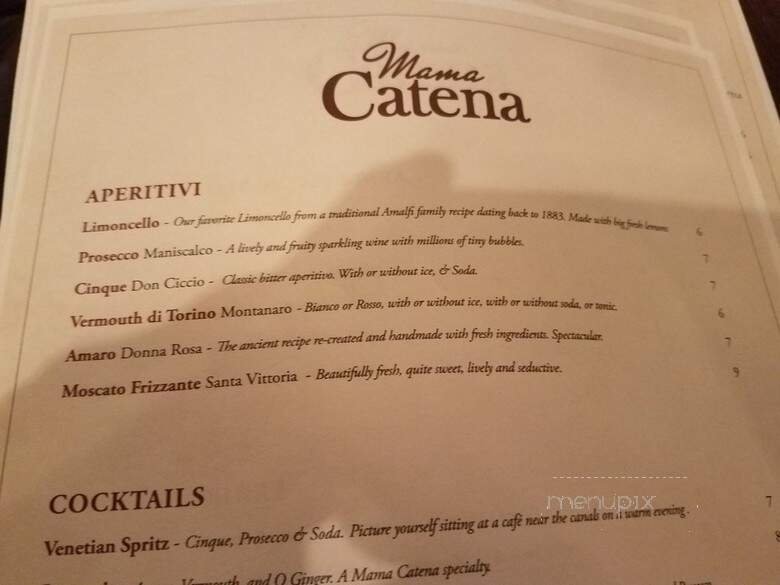 Mama
Catena
APERITIVI
Limoncello - Our favorite Limoncello from a traditional Amalfi family recipe dating back to 1883. Made with big fresh lemons 6
Prosecco Maniscalco - A lively and fruity sparkling wine with millions of tiny bubbles. 7
Cinque Don Ciccio - Classic bitter aperitivo. With or without ice, & Soda. 7
Vermouth di Torino Montanaro - Bianco or Rosso, with or without ice, with or without soda, or tonic. 6
Amaro Donna Rosa - The ancient recipe re-created and handmade with fresh ingredients. Spectacular. 7
Moscato Frizzante Santa Vittoria - Beautifully fresh, quite sweet, lively and seductive. 9
COCKTAILS
menupix
Venetian Spritz - Cinque, Prosecco & Soda. Picture yourself sitting at a café near the canals on a warm evening. 7
Vermouth, and Q Ginger. A Mama Catena specialty. 8